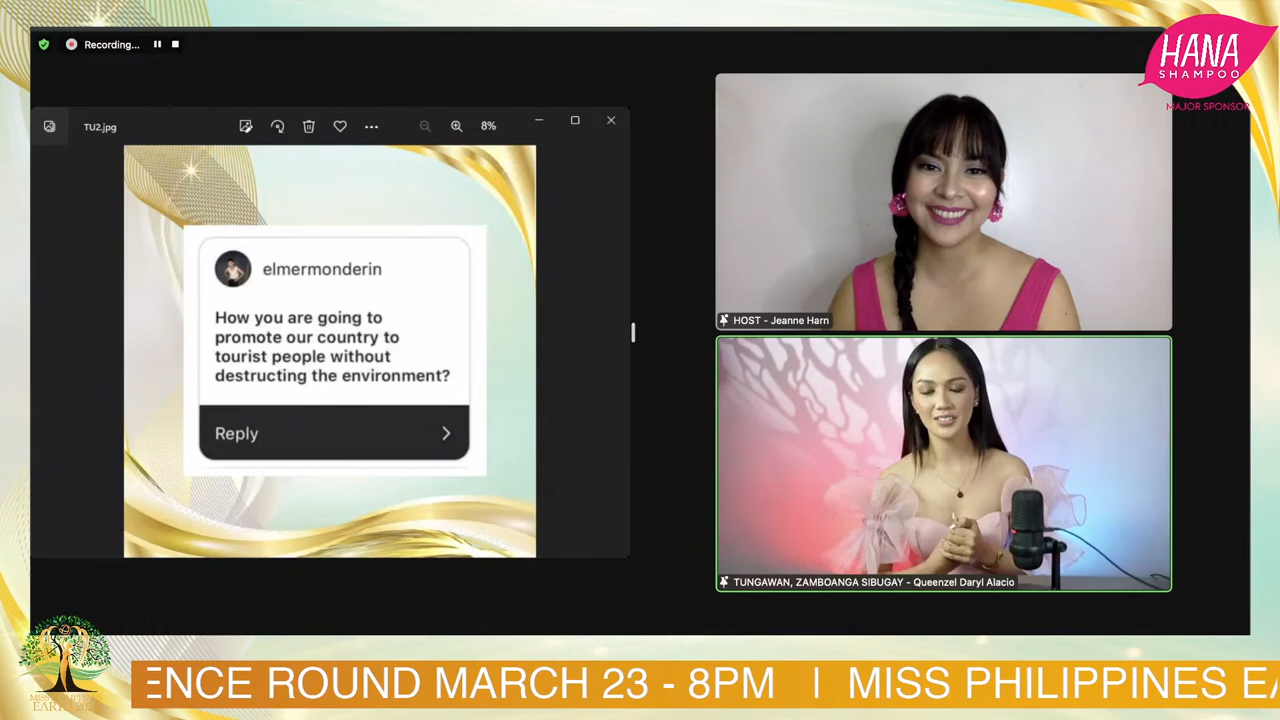 Recording...
HANA
SHAMPOO
MAJOR SPONSOR
TU2.jpg
8%
elmermonderin
How you are going to
promote our country to
tourist people without
destructing the environment?
Reply
HOST - Jeanne Harn
TUNGAWAN, ZAMBOANGA SIBUGAY - Queenzel Daryl Alacio
MISS PHILIPPINES
ENCE ROUND MARCH 23 - 8PM | MISS PHILIPPINES EA